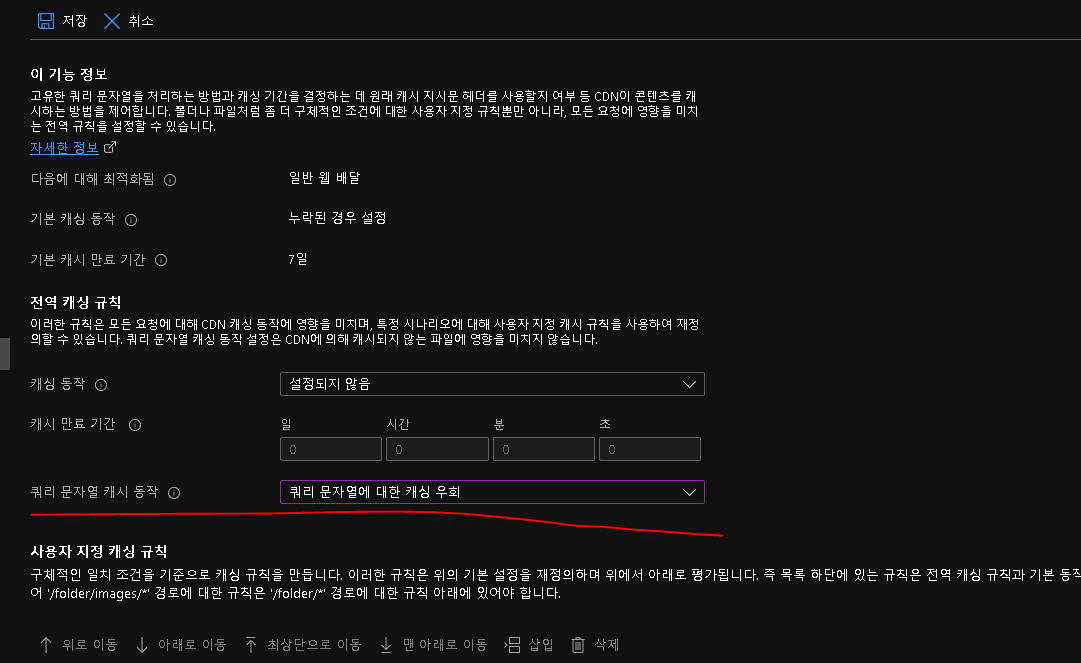 저장 취소
이 기능 정보
고유한 쿼리 문자열을 처리하는 방법과 캐싱 기간을 결정하는 데 원래 캐시 지시문 헤더를 사용할지 여부 등 CDN이 콘텐츠를 캐
시하는 방법을 제어합니다. 폴더나 파일처럼 좀 더 구체적인 조건에 대한 사용자 지정 규칙뿐만 아니라, 모든 요청에 영향을 미치
는 전역 규칙을 설정할 수 있습니다.
자세한 정보
다음에 대해 최적화됨 일반 웹 배달
기본 캐싱 동작 누락된 경우 설정
기본 캐시 만료 기간 7일
전역 캐싱 규칙
이러한 규칙은 모든 요청에 대해 CDN 캐싱 동작에 영향을 미치며, 특정 시나리오에 대해 사용자 지정 캐시 규칙을 사용하여 재정
의할 수 있습니다. 쿼리 문자열 캐싱 동작 설정은 CDN에 의해 캐시되지 않는 파일에 영향을 미치지 않습니다.
캐싱 동작 설정되지 않음
일 시간 분 초
캐시 만료 기간
0 0 0 0
쿼리 문자열 캐시 동작 쿼리 문자열에 대한 캐싱 우회
사용자 지정 캐싱 규칙
구체적인 일치 조건을 기준으로 캐싱 규칙을 만듭니다. 이러한 규칙은 위의 기본 설정을 재정의하며 위에서 아래로 평가됩니다. 즉 목록 하단에 있는 규칙은 전역 캐싱 규칙과 기본 동작
어 '/folder/images/*' 경로에 대한 규칙은 '/folder/*' 경로에 대한 규칙 아래에 있어야 합니다.
위로 이동 아래로 이동 최상단으로 이동 맨 아래로 이동 삽입 삭제